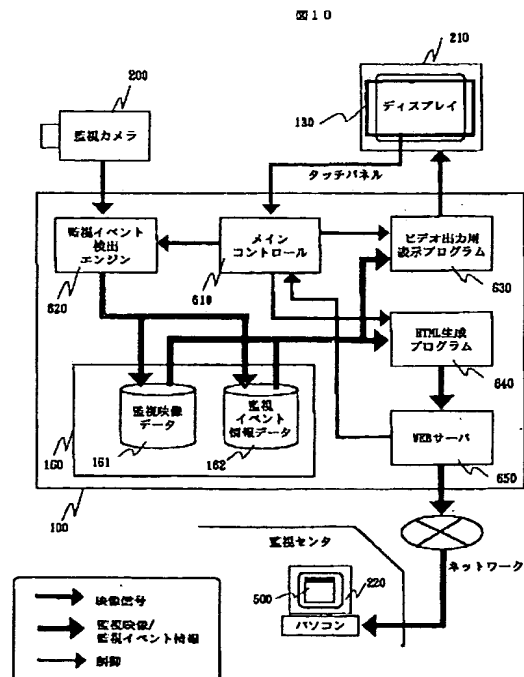 図10
210
200
130
ディスプレイ
監視カメラ
タッチパネル
監視イベント
検出
エンジン
メイン
コントロール
ビデオ出力用
表示プログラム
620
610
630
HTML生成
プログラム
640
監視映像
データ
監視
イベント
情報データ
WEBサーバ
160
161
162
650
100
監視センタ
ネットワーク
500
220
パソコン
映像信号
監視映像/
監視イベント情報
制御